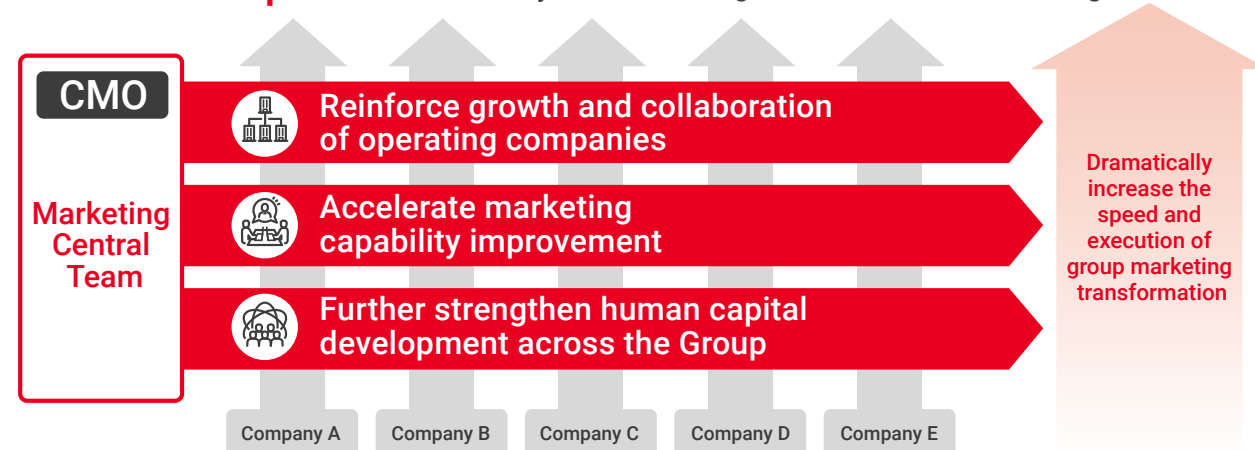 CMO
Marketing
Central
Team
Reinforce growth and collaboration
of operating companies
Accelerate marketing
capability improvement
Further strengthen human capital
development across the Group
Dramatically
increase the
speed and
execution of
group marketing
transformation
Company A
Company B
Company C
Company D
Company E